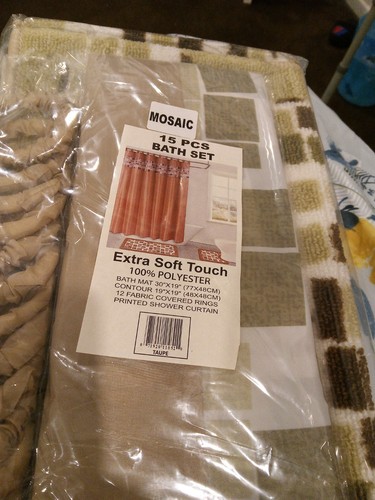 MOSAIC
15 PCS
BATH SET
Extra Soft Touch
100% POLYESTER
BATH MAT 30"X19" (77X48CM)
CONTOUR 19"X19" (48X48CM)
12 FABRIC COVERED RINGS
PRINTED SHOWER CURTAIN
TAUPE